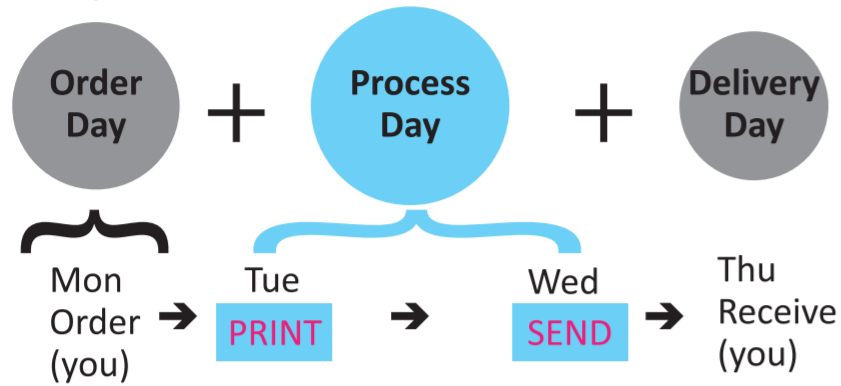 Order
Day
+
Process
Day
+
Delivery
Day
Mon
Order
(you)
Tue
PRINT
Wed
SEND
Thu
Receive
(you)